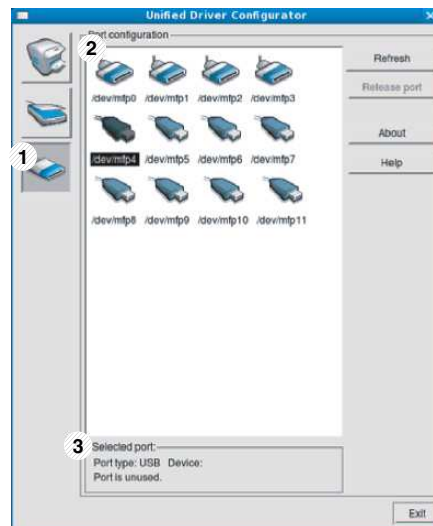 Unified Driver Configurator
Port configuration
2
/dev/mfp0 /dev/mfp1 /dev/mfp2 /dev/mfp3
/dev/mfp4 /dev/mfp5 /dev/mfp6 /dev/mfp7
/dev/mfp8 /dev/mfp9 /dev/mfp10 /dev/mfp11
Refresh
Release port
About
Help
1
3
Selected port:
Port type: USB Device:
Port is unused.
Exit